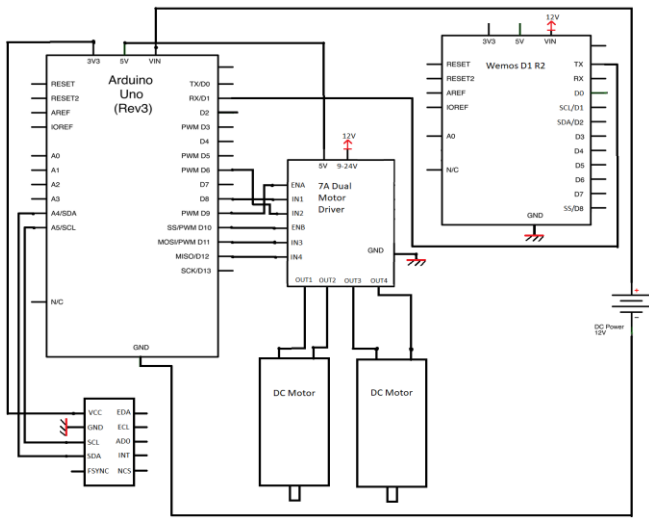 3V3 5V VIN
Arduino
Uno
(Rev3)
RESET
RESET2
AREF
IOREF
A0
A1
A2
A3
A4/SDA
A5/SCL
N/C
GND
TX/D0
RX/D1
D2
PWM D3
D4
PWM D5
PWM D6
D7
D8
PWM D9
SS/PWM D10
MOSI/PWM D11
MISO/D12
SCK/D13
12V
5V 9-24V
7A Dual
Motor
Driver
ENA
IN1
IN2
ENB
IN3
IN4
GND
OUT1 OUT2 OUT3 OUT4
DC Motor
DC Motor
12V
3V3 5V VIN
Wemos D1 R2
RESET
RESET2
AREF
IOREF
A0
N/C
TX
RX
D0
SCL/D1
SDA/D2
D3
D4
D5
D6
D7
SS/D8
GND
+
−
DC Power
12V
VCC
GND
SCL
SDA
FSYNC
EDA
ECL
AD0
INT
NCS